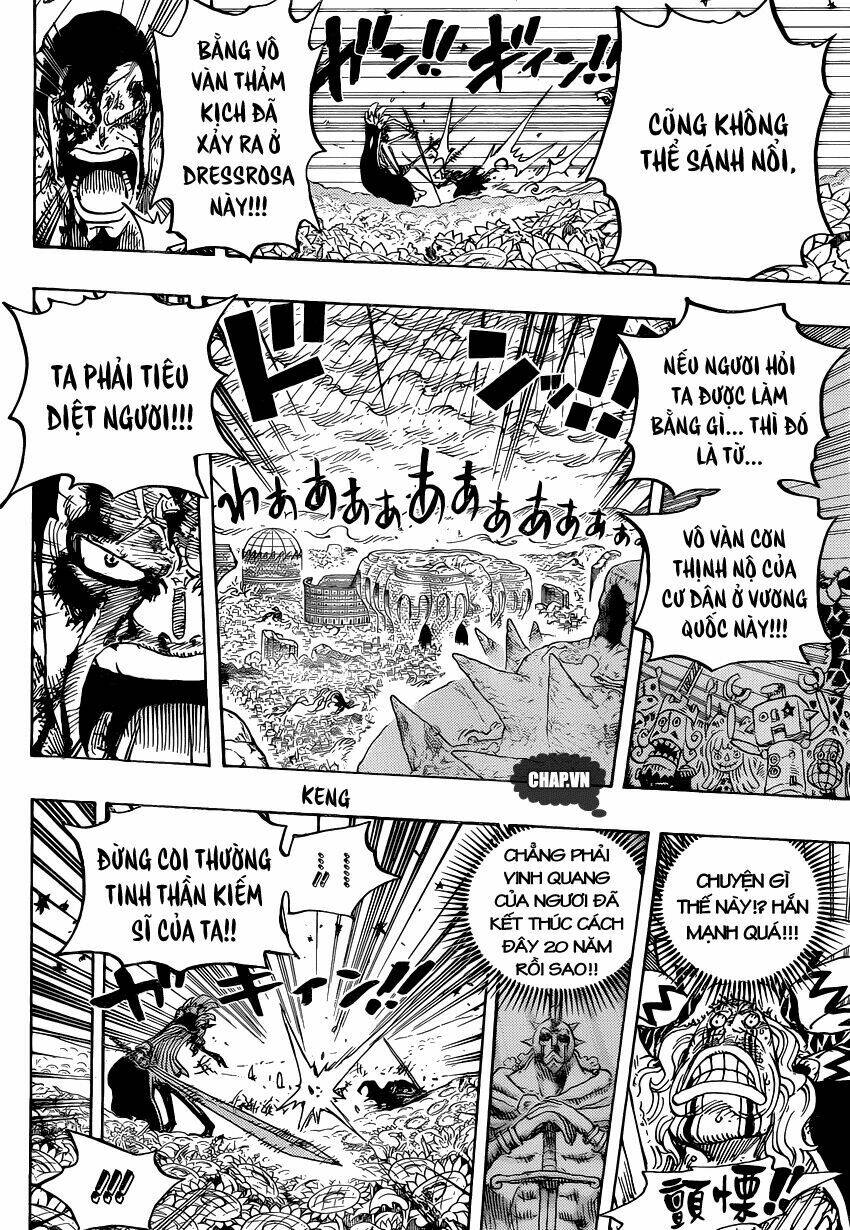 CŨNG KHÔNG
THỂ SÁNH NỔI,
ガン!!
ギィン!!
BẰNG VÔ
VÀN THẢM
KỊCH ĐÃ
XẢY RA Ở
DRESSROSA
NÀY!!!
NẾU NGƯƠI HỎI
TA ĐƯỢC LÀM
BẰNG GÌ... THÌ ĐÓ
LÀ TỪ...
VÔ VÀN CƠN
THỊNH NỘ CỦA
CƯ DÂN Ở VƯƠNG
QUỐC NÀY!!!
ドン!!
わああああああああああ
TA PHẢI TIÊU
DIỆT NGƯƠI!!!
CHAP.VN
KENG
CHUYỆN GÌ
THẾ NÀY!? HẮN
MẠNH QUÁ!!!
顫慄!!
CHẲNG PHẢI
VINH QUANG
CỦA NGƯƠI ĐÃ
KẾT THÚC CÁCH
ĐÂY 20 NĂM
RỒI SAO!!
ĐỪNG COI THƯỜNG
TINH THẦN KIẾM
SĨ CỦA TA!!
ギィン!!
!!!